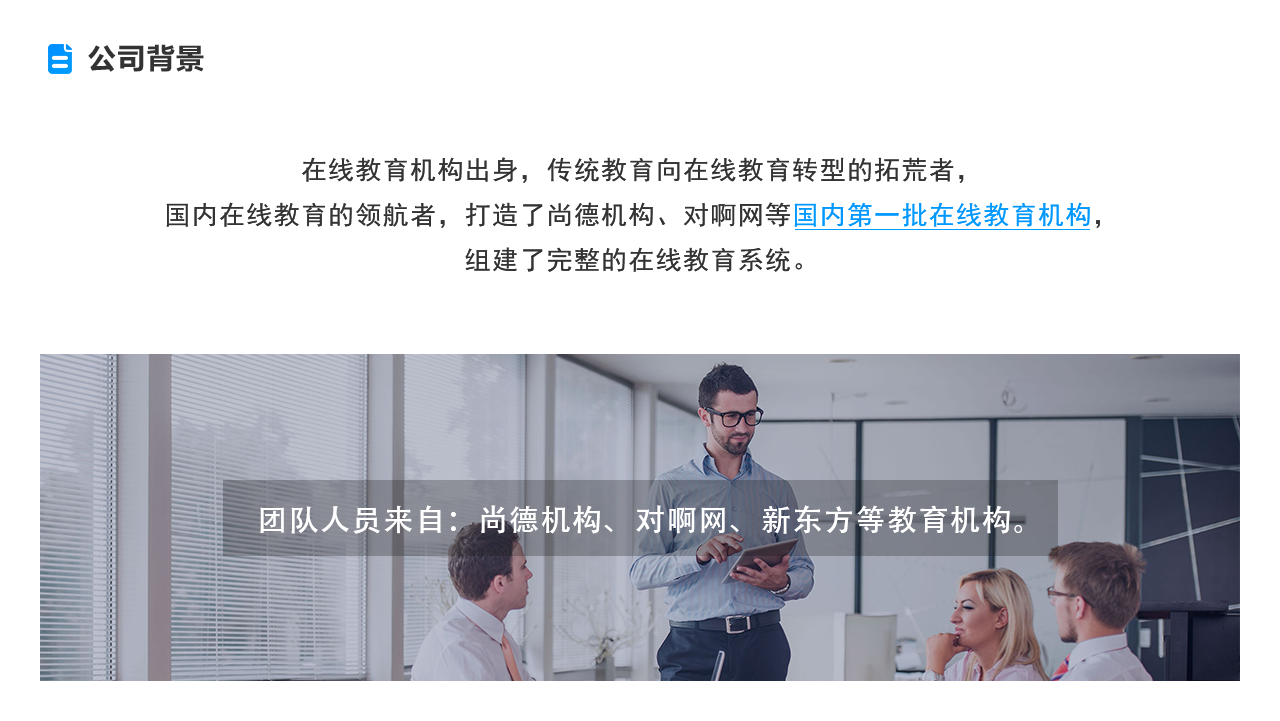 公司背景
在线教育机构出身，传统教育向在线教育转型的拓荒者，
国内在线教育的领航者，打造了尚德机构、对啊网等国内第一批在线教育机构，
组建了完整的在线教育系统。
团队人员来自：尚德机构、对啊网、新东方等教育机构。